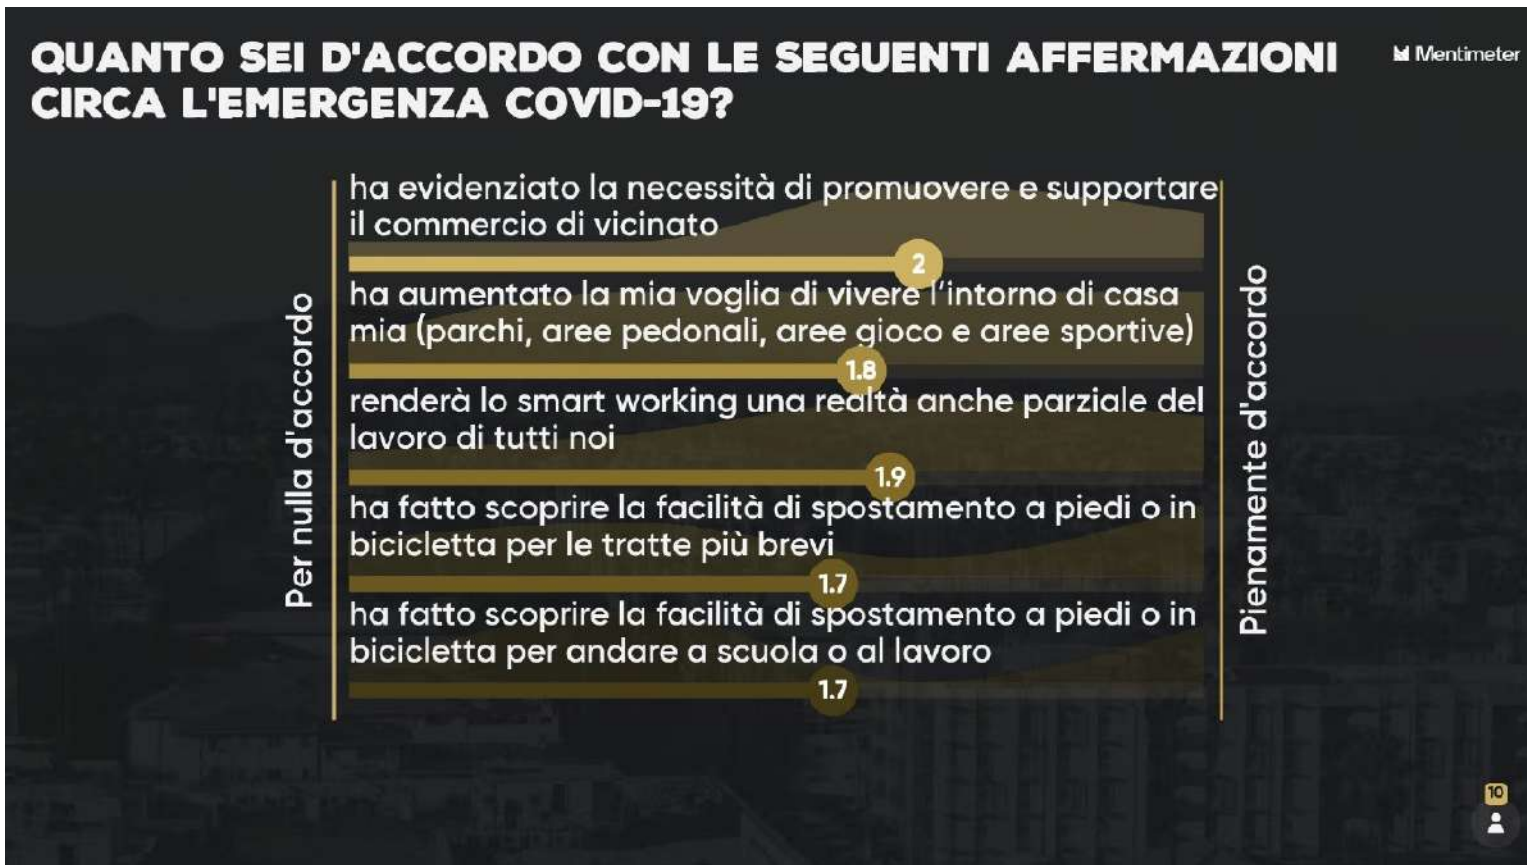 QUANTO SEI D'ACCORDO CON LE SEGUENTI AFFERMAZIONI
CIRCA L'EMERGENZA COVID-19?
Mentimeter
Per nulla d'accordo
ha evidenziato la necessità di promuovere e supportare
il commercio di vicinato
2
ha aumentato la mia voglia di vivere l'intorno di casa
mia (parchi, aree pedonali, aree gioco e aree sportive)
1.8
renderà lo smart working una realtà anche parziale del
lavoro di tutti noi
1.9
ha fatto scoprire la facilità di spostamento a piedi o in
bicicletta per le tratte più brevi
1.7
ha fatto scoprire la facilità di spostamento a piedi o in
bicicletta per andare a scuola o al lavoro
1.7
Pienamente d'accordo
10